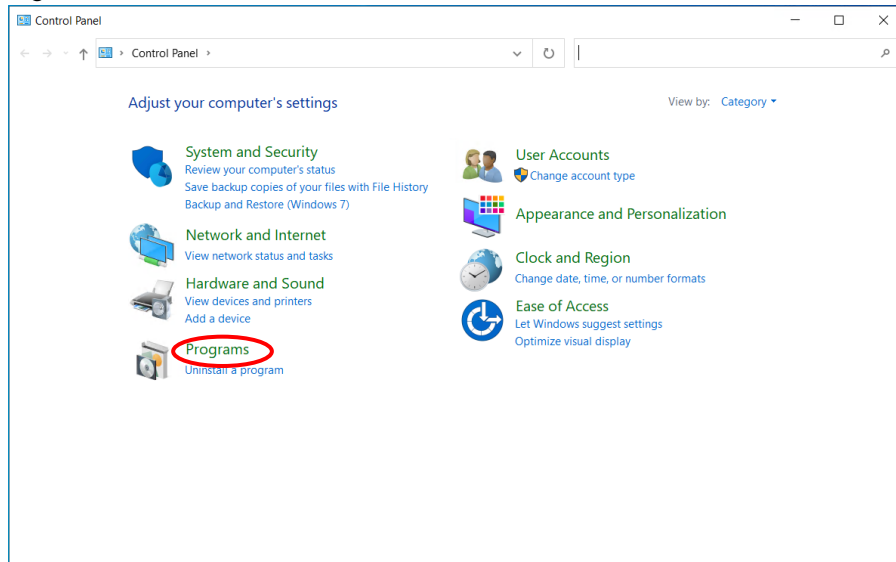 Control Panel
Control Panel
Adjust your computer's settings
View by: Category
System and Security
Review your computer's status
Save backup copies of your files with File History
Backup and Restore (Windows 7)
Network and Internet
View network status and tasks
Hardware and Sound
View devices and printers
Add a device
Programs
Uninstall a program
User Accounts
Change account type
Appearance and Personalization
Clock and Region
Change date, time, or number formats
Ease of Access
Let Windows suggest settings
Optimize visual display